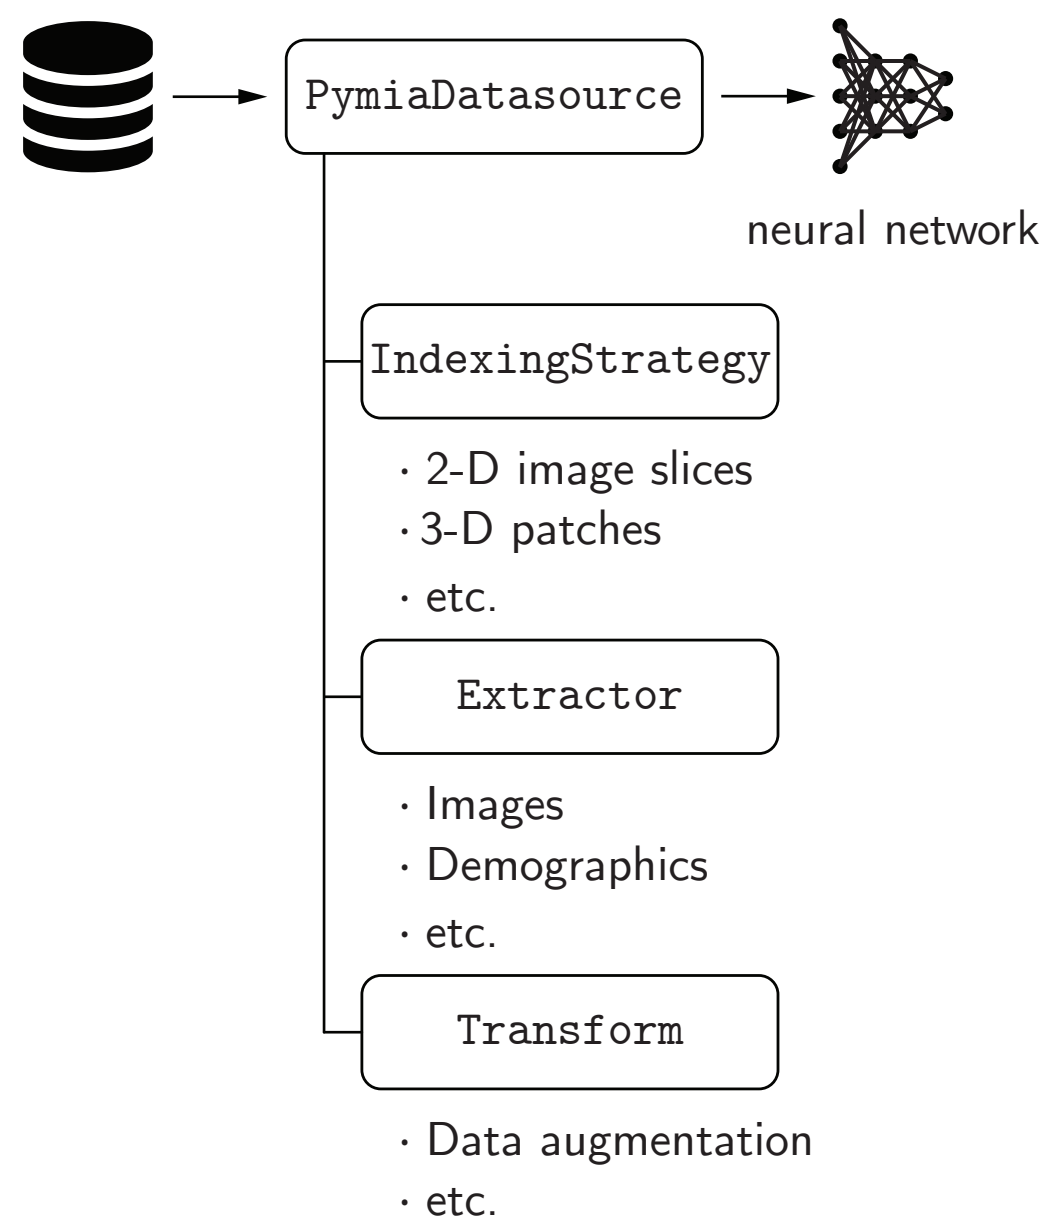 PymiaDatasource
neural network
IndexingStrategy
· 2-D image slices
· 3-D patches
· etc.
Extractor
· Images
· Demographics
· etc.
Transform
· Data augmentation
· etc.